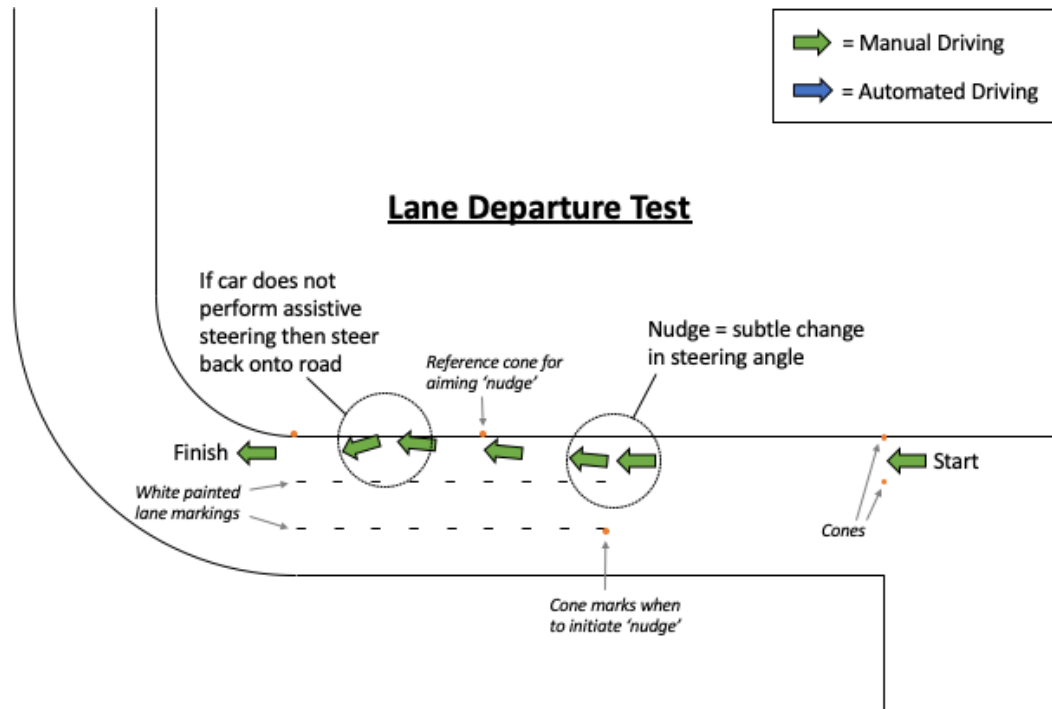 = Manual Driving
= Automated Driving
Lane Departure Test
If car does not
perform assistive
steering then steer
back onto road
Nudge = subtle change
in steering angle
Reference cone for
aiming ‘nudge’
Finish
Start
White painted
lane markings
Cones
Cone marks when
to initiate ‘nudge’